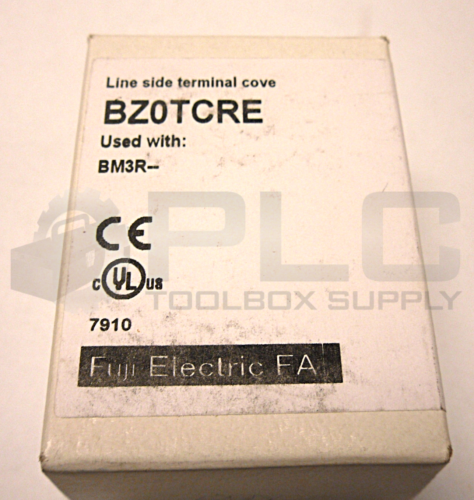 Line side terminal cove
BZ0TCRE
Used with:
BM3R--
CE
C UL US
7910
Fuji Electric FA
PLC
TOOLBOX SUPPLY